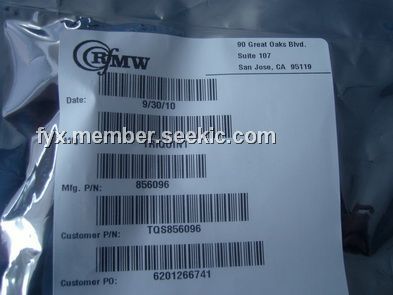 RFMW
90 Great Oaks Blvd.
Suite 107
San Jose, CA 95119
Date:
9/30/10
fyx.member.seekic.com
TRIQUINT
Mfg. P/N:
856096
Customer P/N:
TQS856096
Customer PO:
6201266741